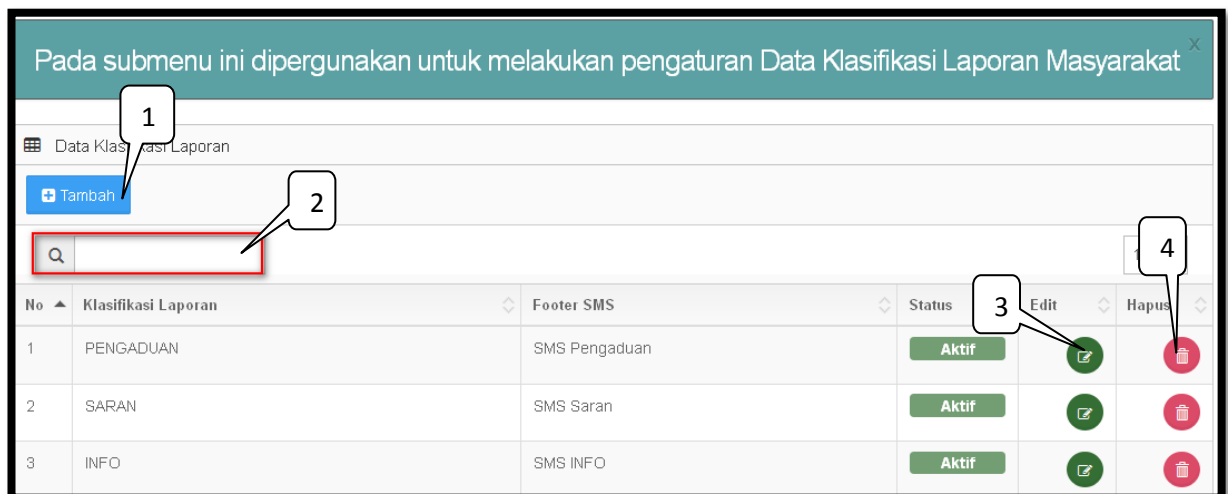 Pada submenu ini dipergunakan untuk melakukan pengaturan Data Klasifikasi Laporan Masyarakat
X
1
Data Klas kasi Laporan
Tambah
2
4
No Klasifikasi Laporan Footer SMS Status 3 Edit Hapus
1 PENGADUAN SMS Pengaduan Aktif
2 SARAN SMS Saran Aktif
3 INFO SMS INFO Aktif